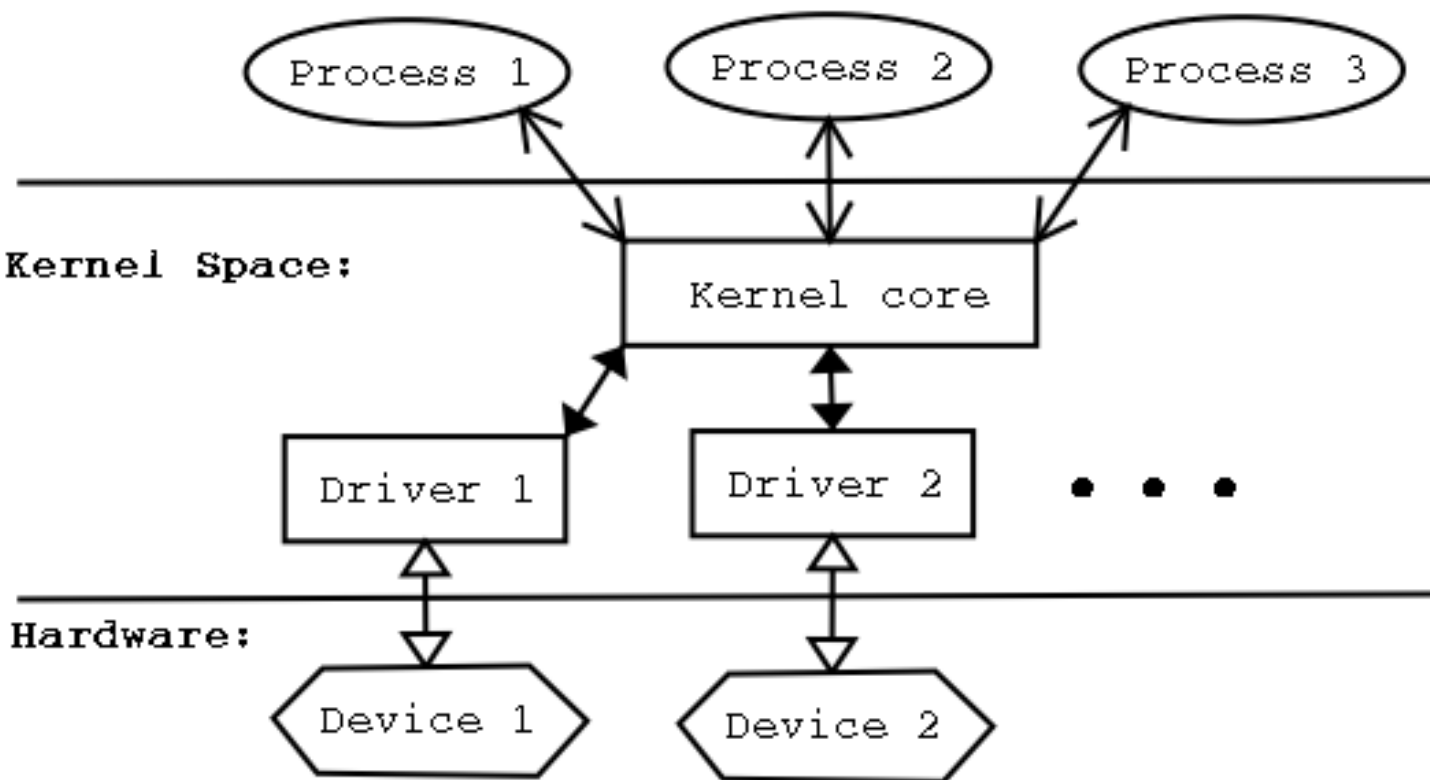 Process 1
Process 2
Process 3
Kernel Space:
Kernel core
Driver 1
Driver 2
Hardware:
Device 1
Device 2